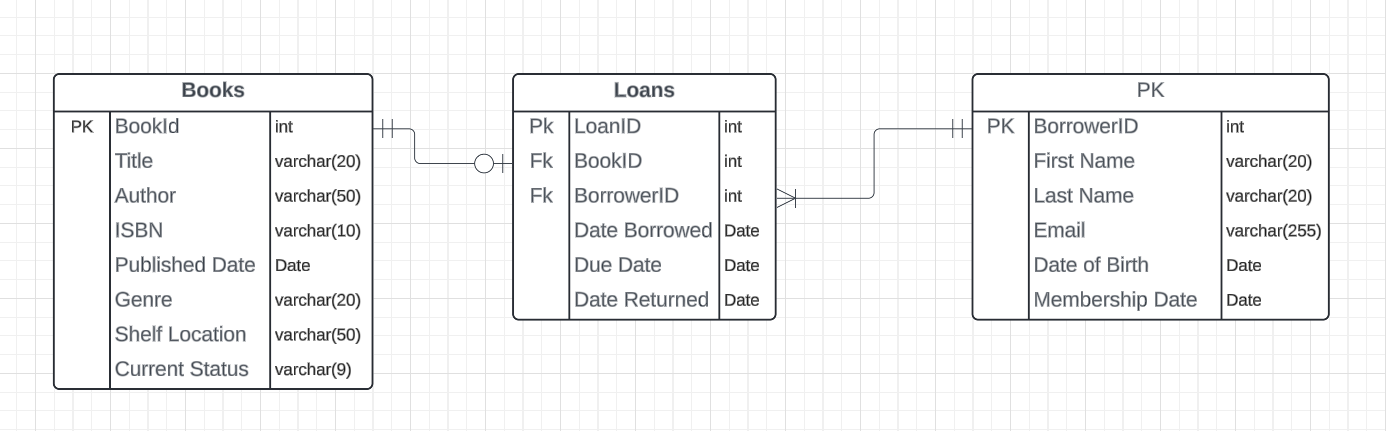 Books
PK BookId int
Title varchar(20)
Author varchar(50)
ISBN varchar(10)
Published Date Date
Genre varchar(20)
Shelf Location varchar(50)
Current Status varchar(9)
Loans
Pk LoanID int
Fk BookID int
Fk BorrowerID int
Date Borrowed Date
Due Date Date
Date Returned Date
PK
PK BorrowerID int
First Name varchar(20)
Last Name varchar(20)
Email varchar(255)
Date of Birth Date
Membership Date Date